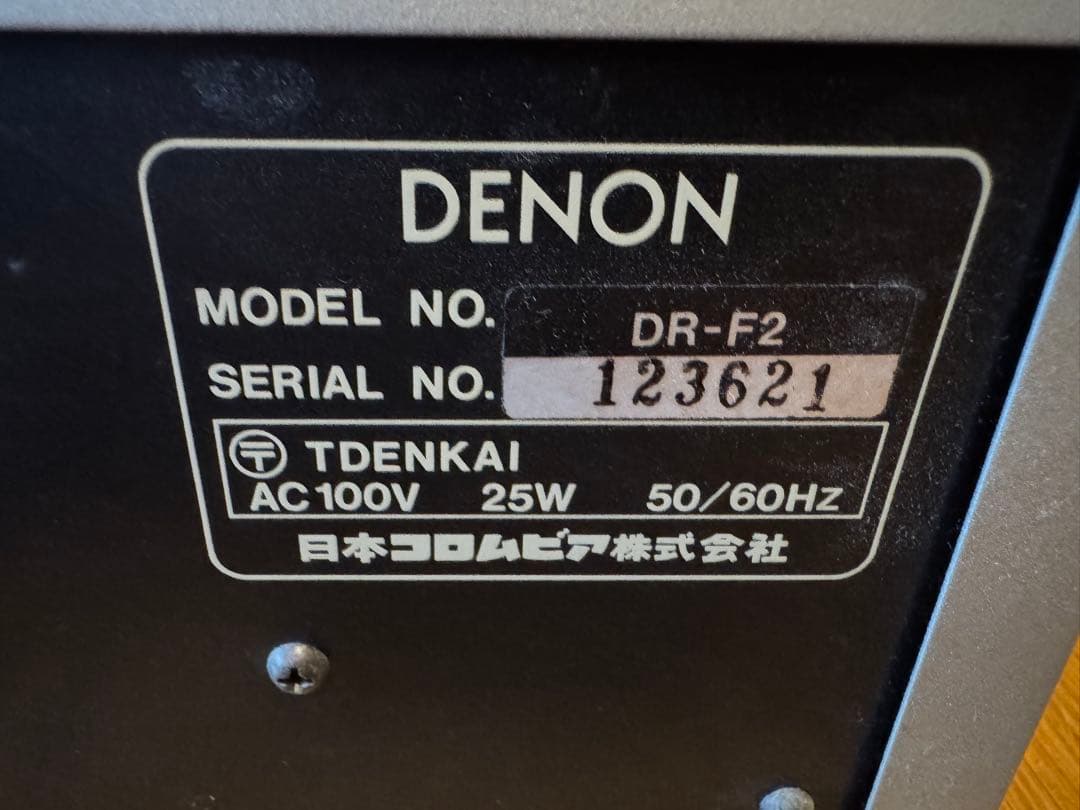 DENON
MODEL NO. DR-F2
SERIAL NO. 123621
〶 TDENKAI
AC100V 25W 50/60Hz
日本コロムビア株式会社